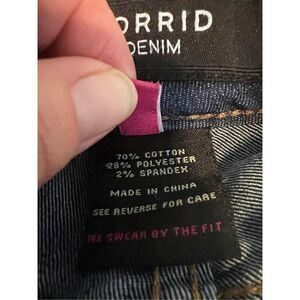 ORRID
DENIM
70% COTTON
28% POLYESTER
2% SPANDEX
MADE IN CHINA
SEE REVERSE FOR CARE
WE SWEAR BY THE FIT